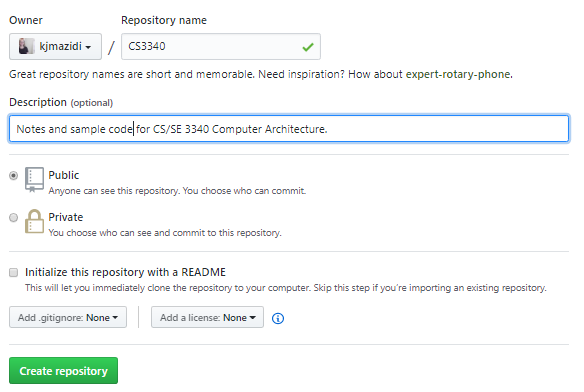 Owner
Repository name
kjmazidi / CS3340
Great repository names are short and memorable. Need inspiration? How about expert-rotary-phone.
Description (optional)
Notes and sample code for CS/SE 3340 Computer Architecture.
Public
Anyone can see this repository. You choose who can commit.
Private
You choose who can see and commit to this repository.
Initialize this repository with a README
This will let you immediately clone the repository to your computer. Skip this step if you're importing an existing repository.
Add .gitignore: None
Add a license: None
Create repository